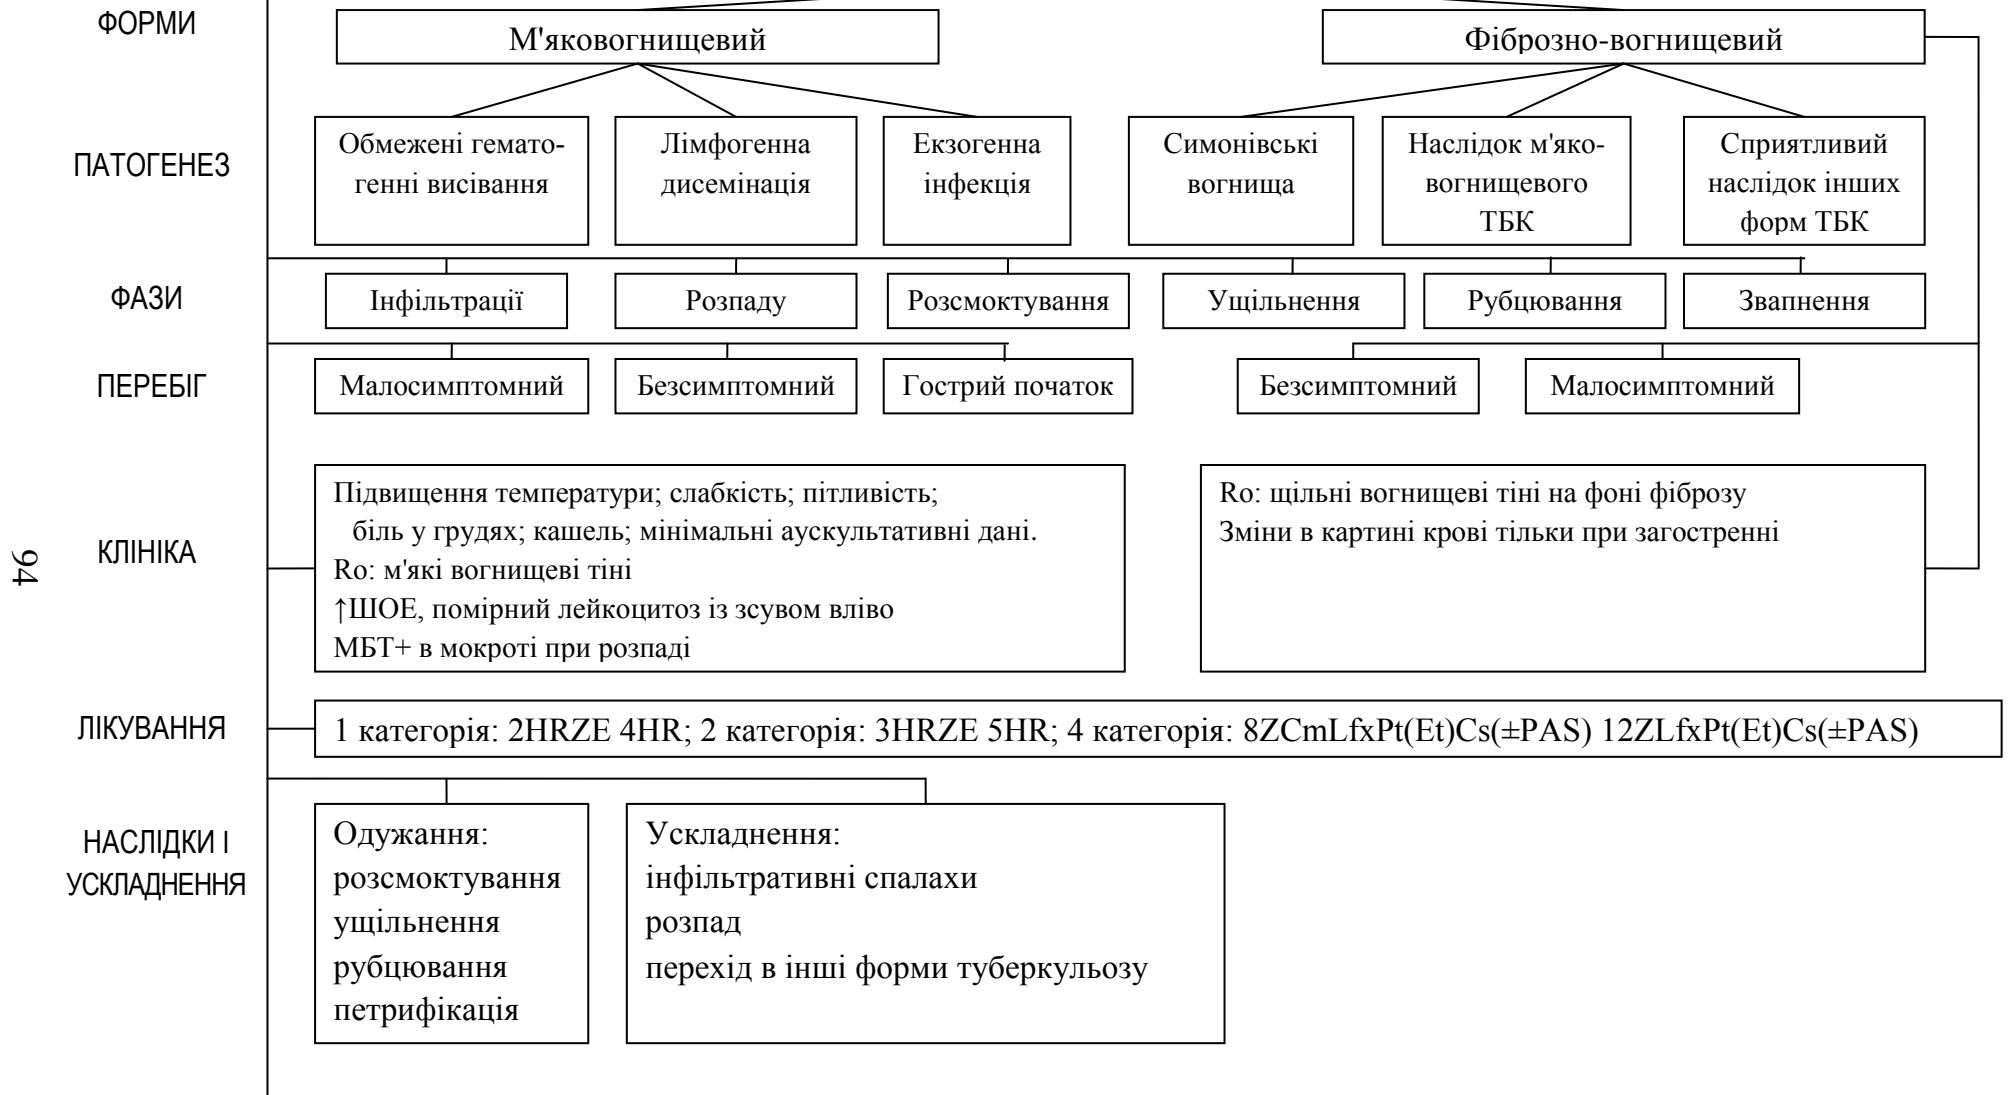 ФОРМИ
М'яковогнищевий
Фіброзно-вогнищевий
ПАТОГЕНЕЗ
Обмежені гемато-
генні висівання
Лімфогенна
дисемінація
Екзогенна
інфекція
Симонівські
вогнища
Наслідок м'яко-
вогнищевого
ТБК
Сприятливий
наслідок інших
форм ТБК
ФАЗИ
Інфільтрації
Розпаду
Розсмоктування
Ущільнення
Рубцювання
Звапнення
ПЕРЕБІГ
Малосимптомний
Безсимптомний
Гострий початок
Безсимптомний
Малосимптомний
КЛІНІКА
Підвищення температури; слабкість; пітливість;
біль у грудях; кашель; мінімальні аускультативні дані.
Ro: м'які вогнищеві тіні
↑ШОЕ, помірний лейкоцитоз із зсувом вліво
МБТ+ в мокроті при розпаді
Ro: щільні вогнищеві тіні на фоні фіброзу
Зміни в картині крові тільки при загостренні
94
ЛІКУВАННЯ
1 категорія: 2HRZE 4HR; 2 категорія: 3HRZE 5HR; 4 категорія: 8ZCmLfxPt(Et)Cs(±PAS) 12ZLfxPt(Et)Cs(±PAS)
НАСЛІДКИ І
УСКЛАДНЕННЯ
Одужання:
розсмоктування
ущільнення
рубцювання
петрифікація
Ускладнення:
інфільтративні спалахи
розпад
перехід в інші форми туберкульозу